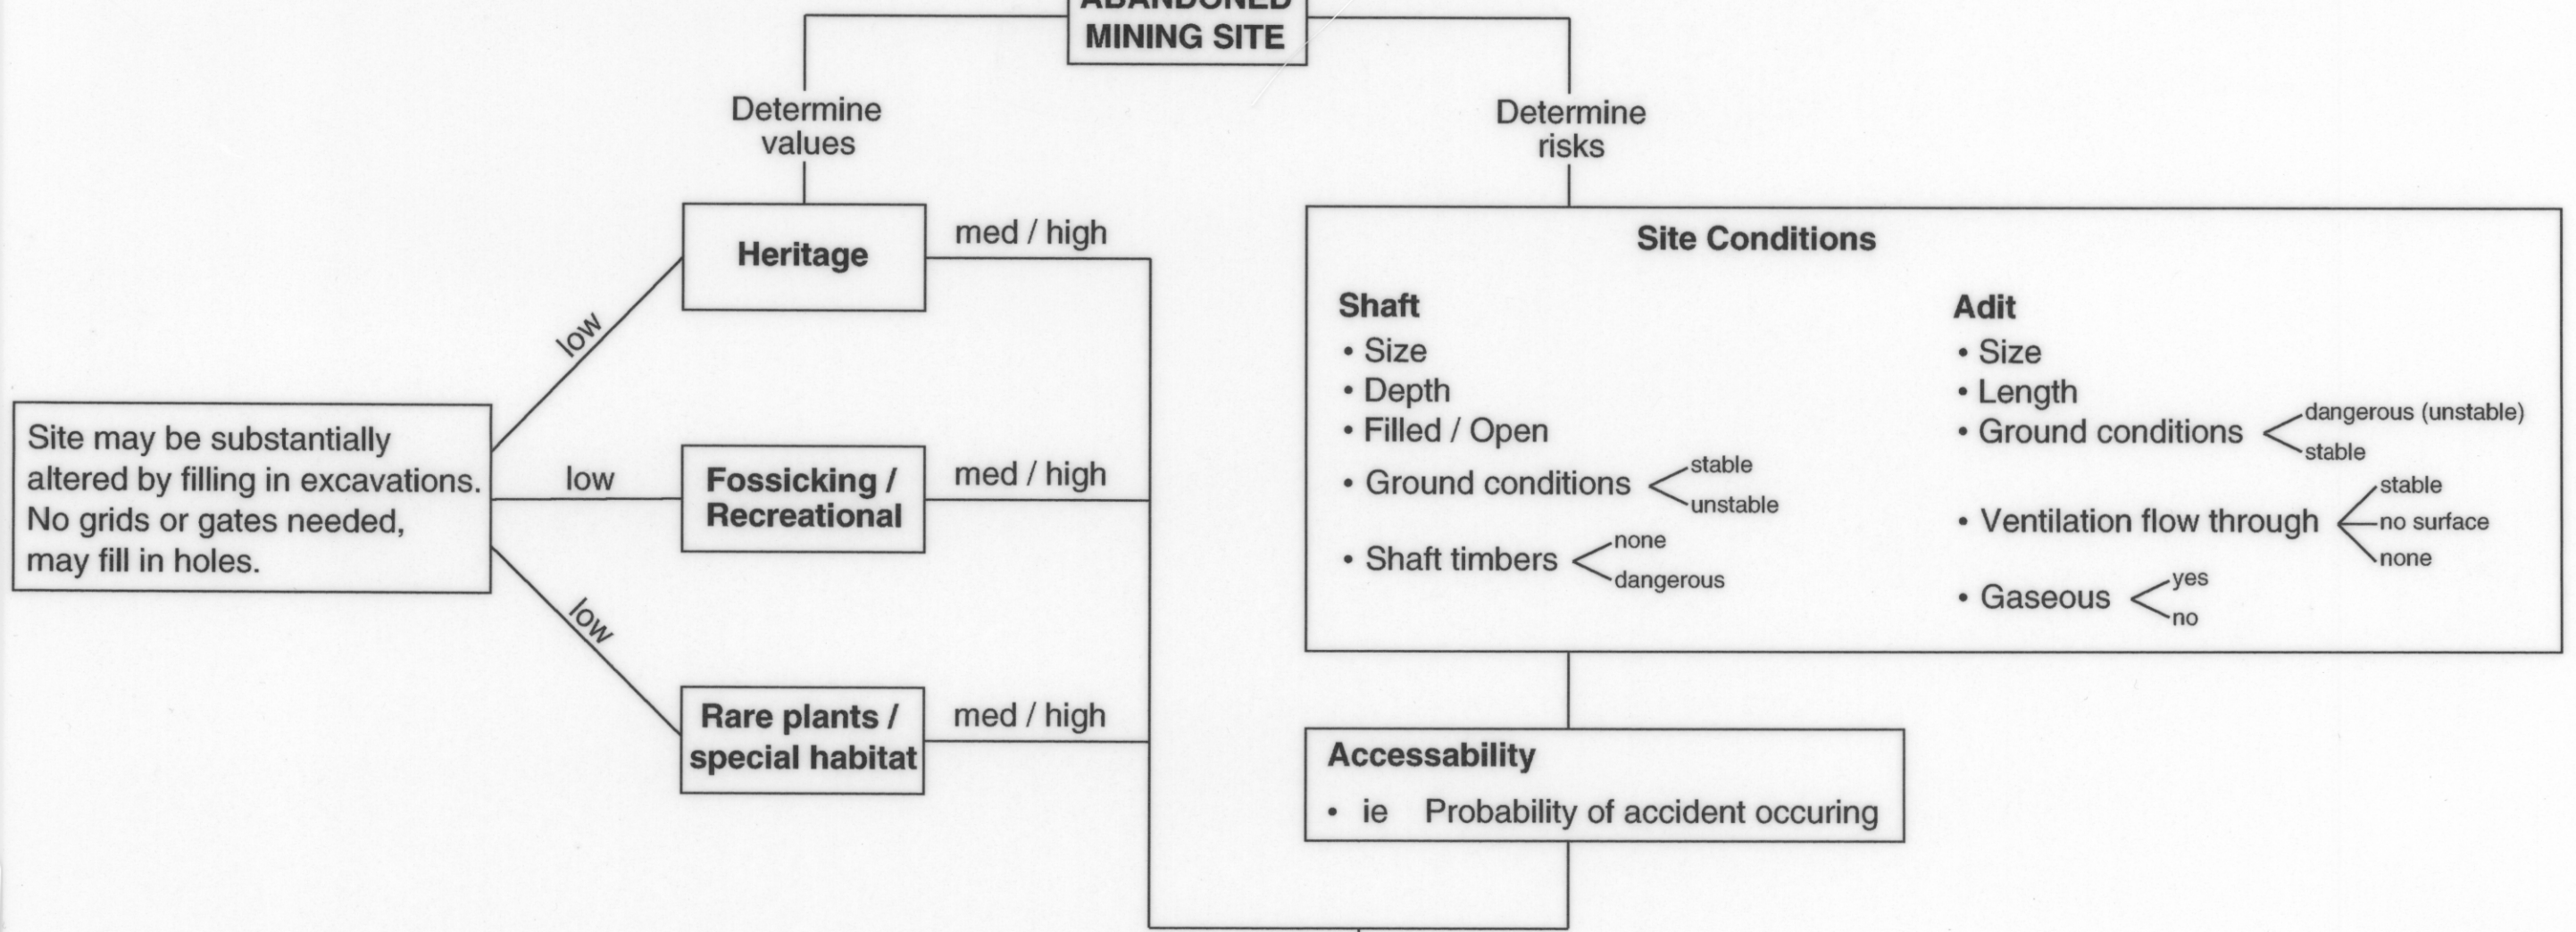 ABANDONED
MINING SITE
Determine
values
Determine
risks
Heritage
med / high
low
Site may be substantially
altered by filling in excavations.
No grids or gates needed,
may fill in holes.
low
Fossicking /
Recreational
med / high
low
Rare plants /
special habitat
med / high
Site Conditions
Shaft
• Size
• Depth
• Filled / Open
• Ground conditions
stable
unstable
• Shaft timbers
none
dangerous
Adit
• Size
• Length
• Ground conditions
dangerous (unstable)
stable
• Ventilation flow through
stable
no surface
none
• Gaseous
yes
no
Accessability
• ie Probability of accident occuring